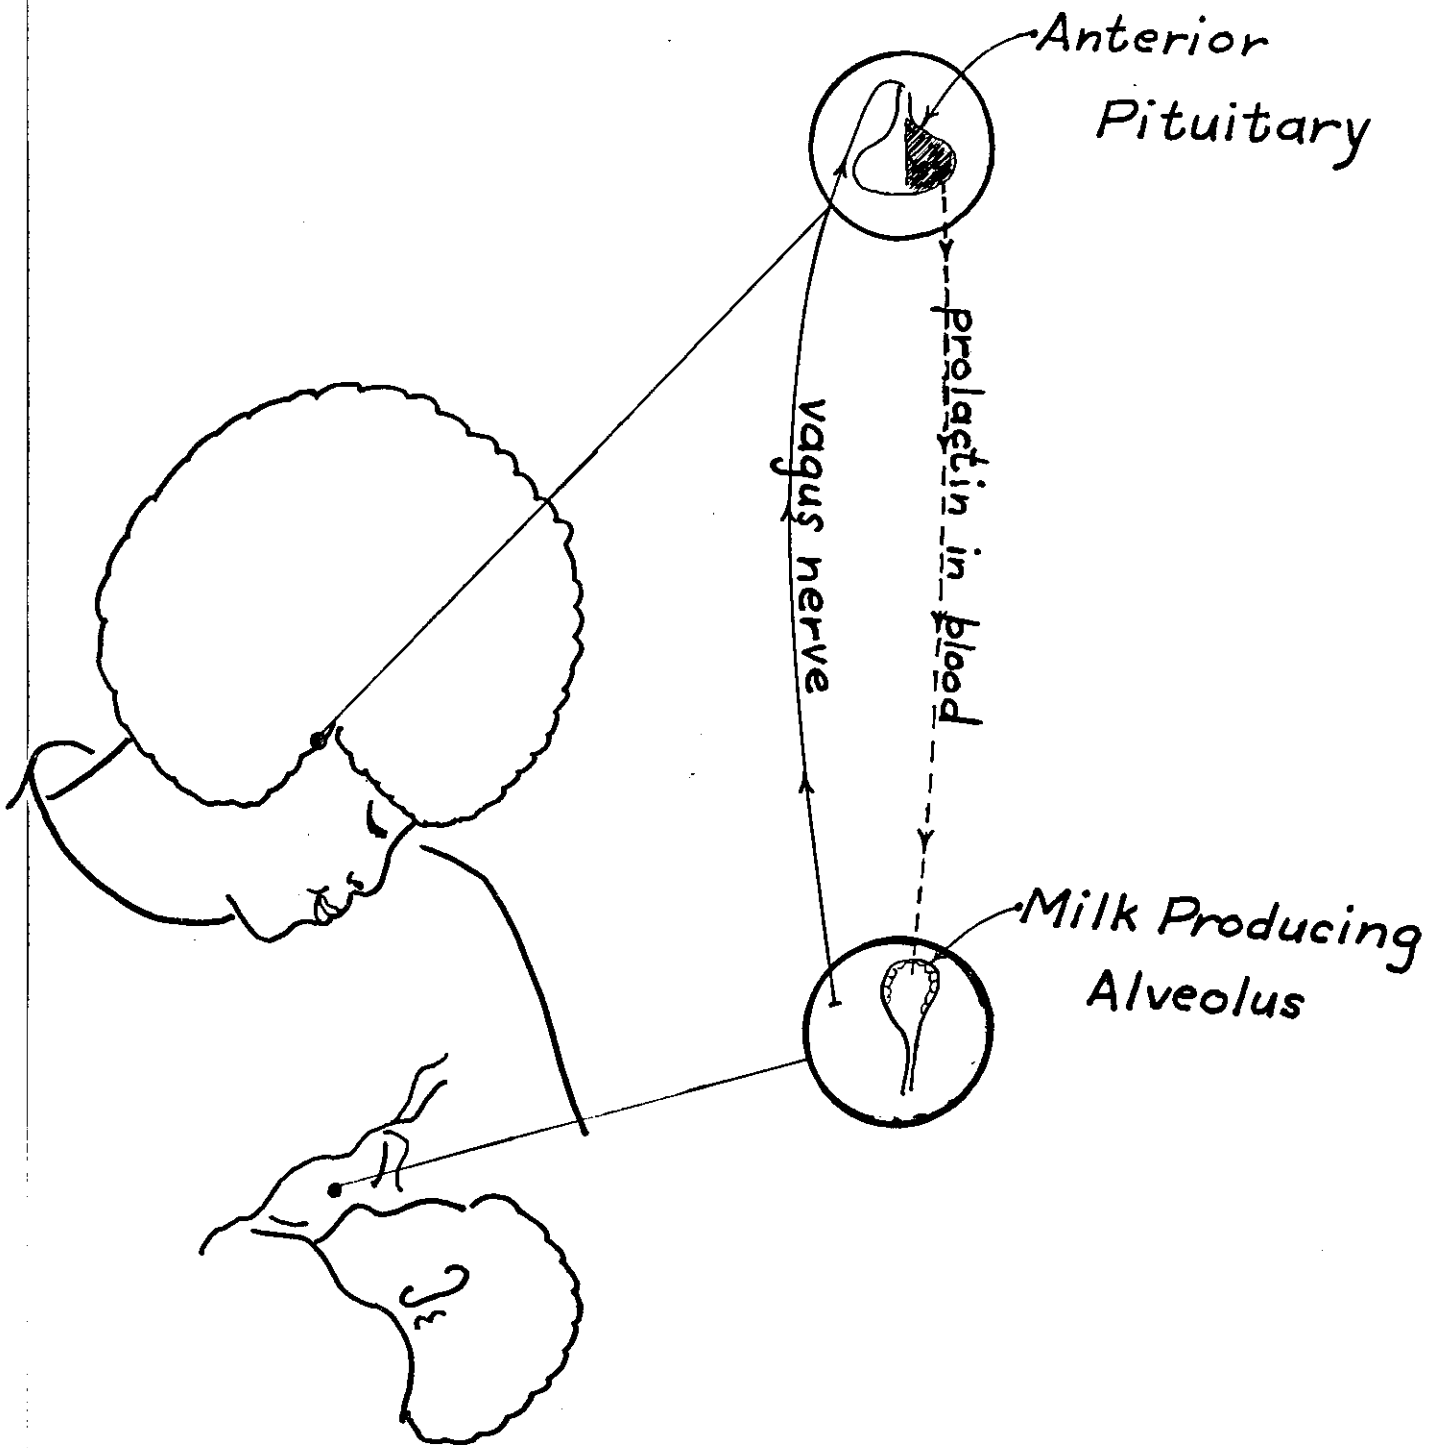 Anterior
Pituitary
prolactin in blood
vagus nerve
Milk Producing
Alveolus